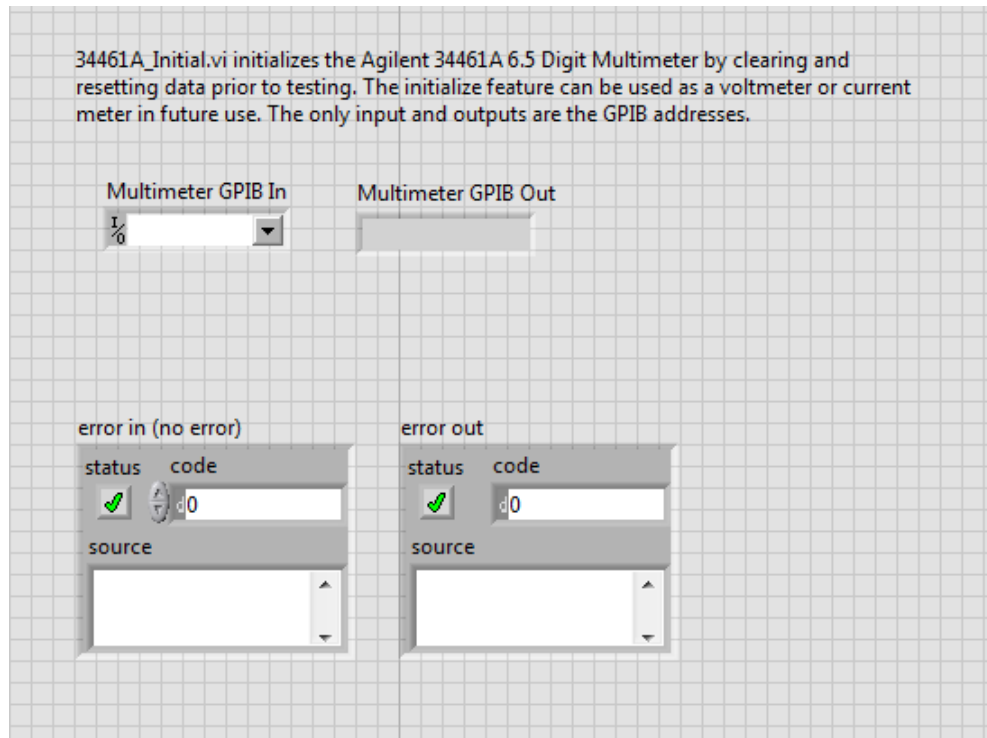 34461A_Initial.vi initializes the Agilent 34461A 6.5 Digit Multimeter by clearing and
resetting data prior to testing. The initialize feature can be used as a voltmeter or current
meter in future use. The only input and outputs are the GPIB addresses.
Multimeter GPIB In
Multimeter GPIB Out
I/O
error in (no error)
error out
status code
status code
d 0
d 0
source
source